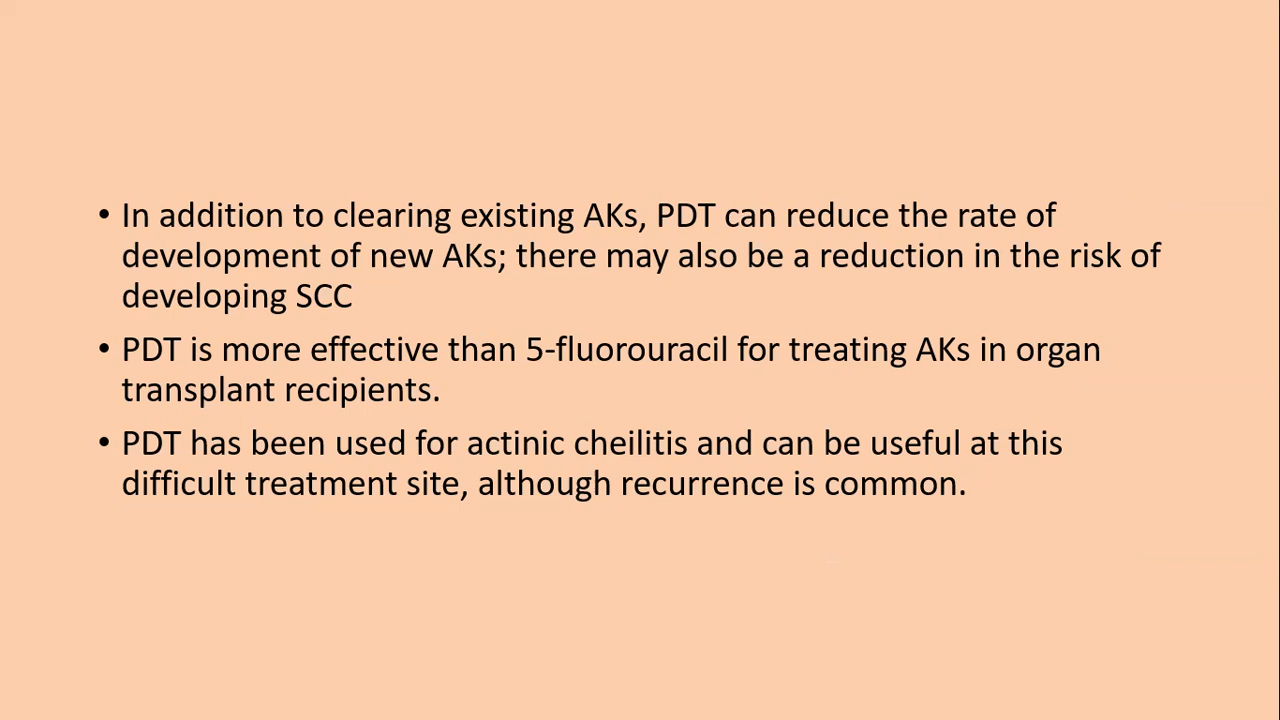 • In addition to clearing existing AKs, PDT can reduce the rate of
development of new AKs; there may also be a reduction in the risk of
developing SCC
• PDT is more effective than 5-fluorouracil for treating AKs in organ
transplant recipients.
• PDT has been used for actinic cheilitis and can be useful at this
difficult treatment site, although recurrence is common.